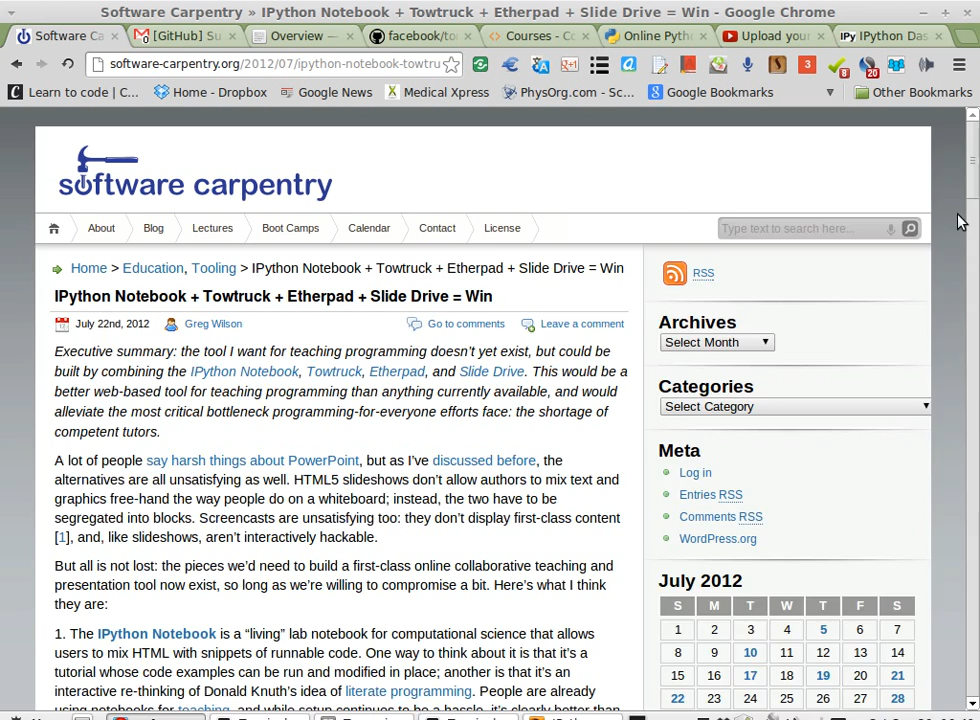 Software Carpentry » IPython Notebook + Towtruck + Etherpad + Slide Drive = Win - Google Chrome
Software Ca
[GitHub] Su
Overview —
facebook/to
Courses - Co
Online Pyth
Upload you
IPython Das
software-carpentry.org/2012/07/ipython-notebook-towtru
3
8
20
Learn to code | C...
Home - Dropbox
Google News
Medical Xpress
PhysOrg.com - Sc...
Google Bookmarks
Other Bookmarks
software carpentry
About
Blog
Lectures
Boot Camps
Calendar
Contact
License
Type text to search here...
Home > Education, Tooling > IPython Notebook + Towtruck + Etherpad + Slide Drive = Win
IPython Notebook + Towtruck + Etherpad + Slide Drive = Win
July 22nd, 2012
Greg Wilson
Go to comments
Leave a comment
Executive summary: the tool I want for teaching programming doesn't yet exist, but could be
built by combining the IPython Notebook, Towtruck, Etherpad, and Slide Drive. This would be a
better web-based tool for teaching programming than anything currently available, and would
alleviate the most critical bottleneck programming-for-everyone efforts face: the shortage of
competent tutors.
A lot of people say harsh things about PowerPoint, but as I've discussed before, the
alternatives are all unsatisfying as well. HTML5 slideshows don't allow authors to mix text and
graphics free-hand the way people do on a whiteboard; instead, the two have to be
segregated into blocks. Screencasts are unsatisfying too: they don't display first-class content
[1], and, like slideshows, aren't interactively hackable.
But all is not lost: the pieces we'd need to build a first-class online collaborative teaching and
presentation tool now exist, so long as we're willing to compromise a bit. Here's what I think
they are:
1. The IPython Notebook is a "living" lab notebook for computational science that allows
users to mix HTML with snippets of runnable code. One way to think about it is that it's a
tutorial whose code examples can be run and modified in place; another is that it's an
interactive re-thinking of Donald Knuth's idea of literate programming. People are already
RSS
Archives
Select Month
Categories
Select Category
Meta
Log in
Entries RSS
Comments RSS
WordPress.org
July 2012
S M T W T F S
1 2 3 4 5 6 7
8 9 10 11 12 13 14
15 16 17 18 19 20 21
22 23 24 25 26 27 28